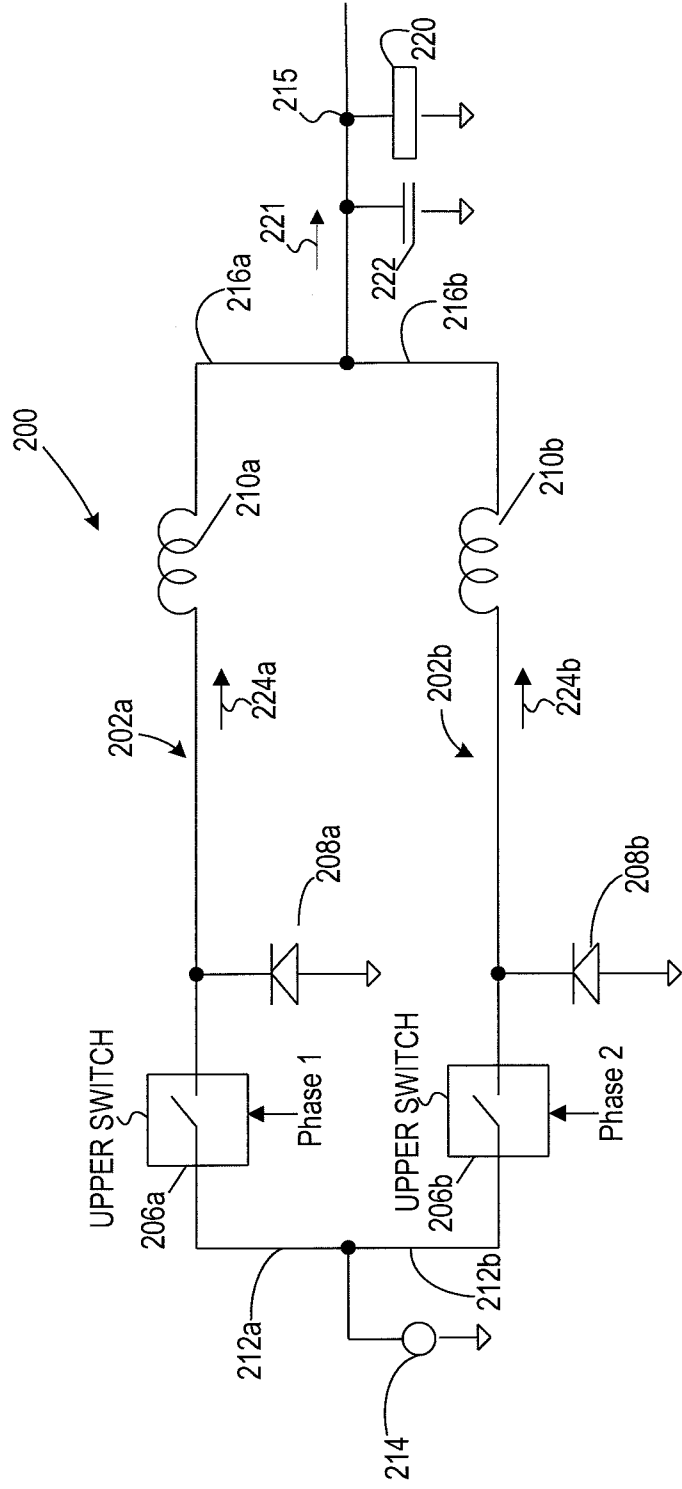 200
202a
210a
216a
221
215
220
222
216b
UPPER SWITCH
206a
Phase 1
208a
224a
212a
214
212b
UPPER SWITCH
206b
Phase 2
208b
224b
202b
210b